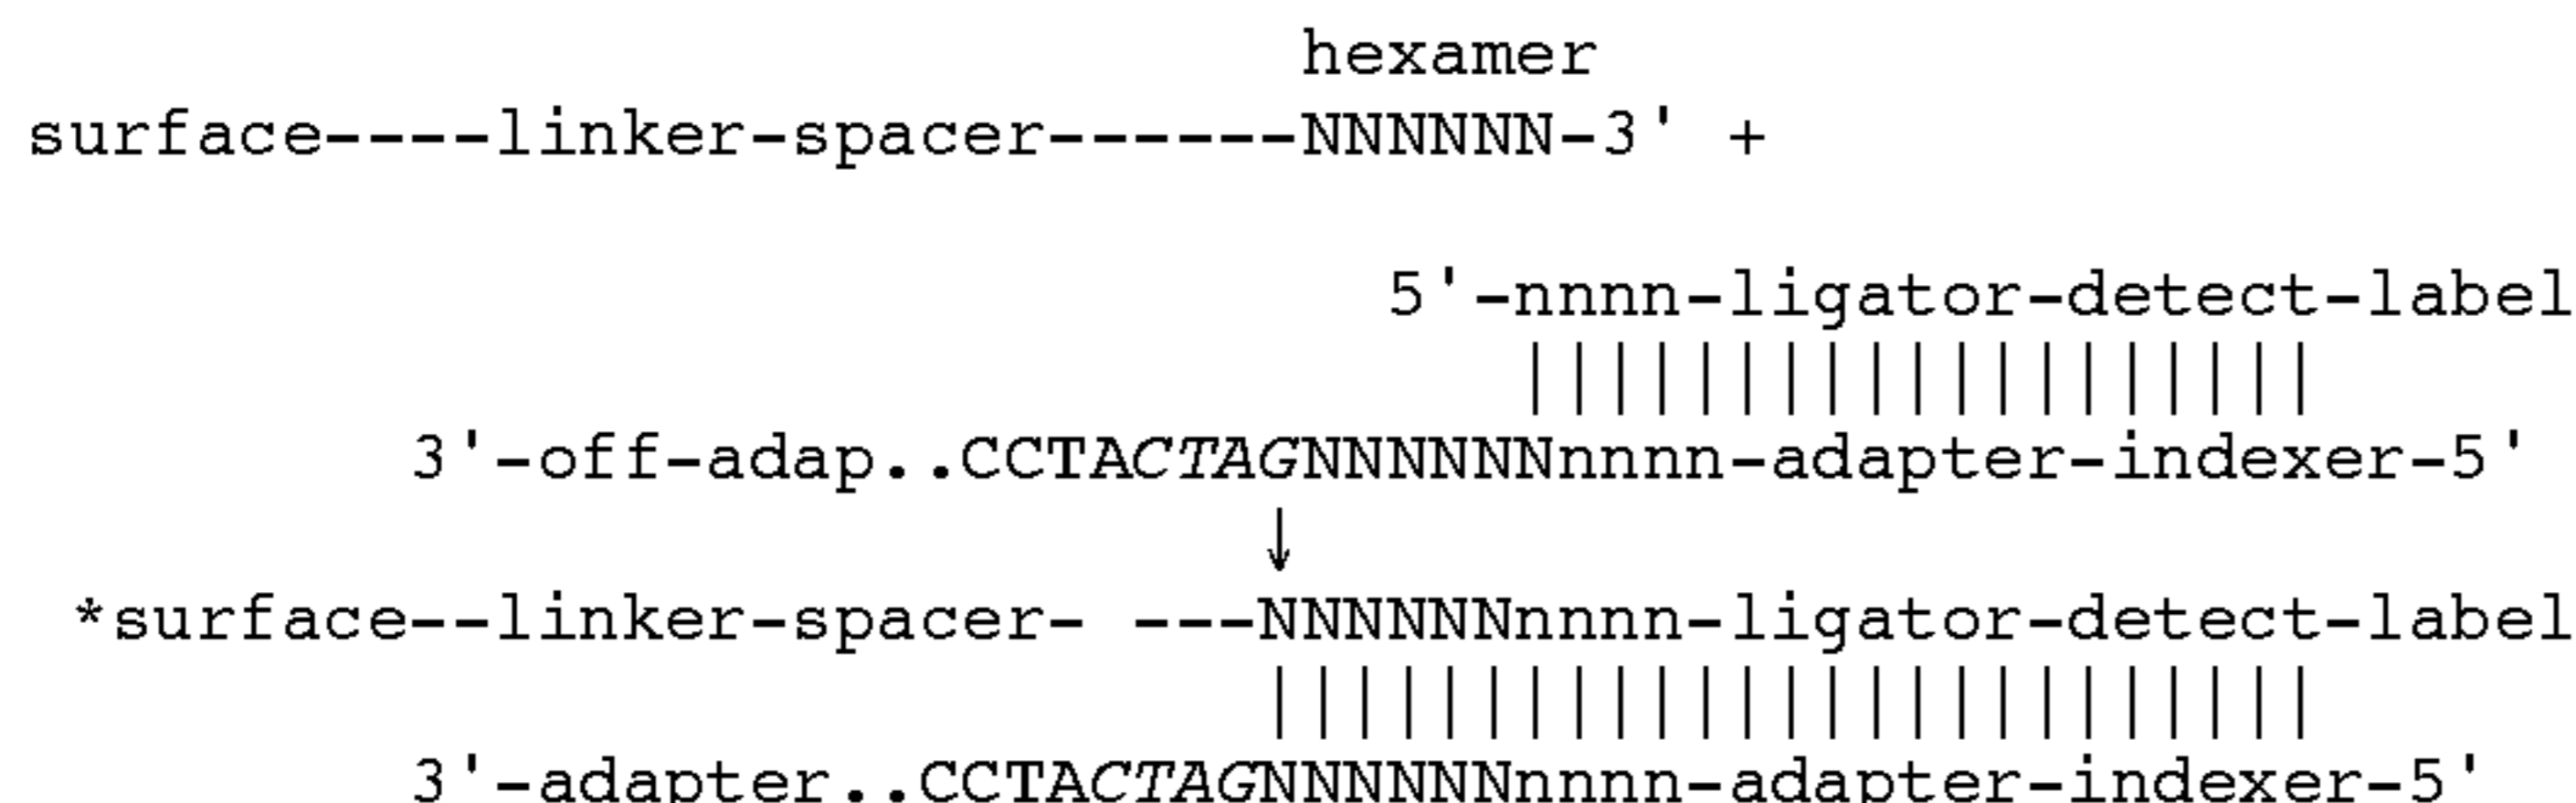 hexamer
surface----linker-spacer------NNNNNN-3' +
5'-nnnn-ligator-detect-label
|||||||||||||||||||
3'-off-adap..CCTACTAGNNNNNNnnnn-adapter-indexer-5'
↓
*surface--linker-spacer- ---NNNNNNnnnn-ligator-detect-label
|||||||||||||||||||||||||
3'-adapter..CCTACTAGNNNNNNnnnn-adapter-indexer-5'